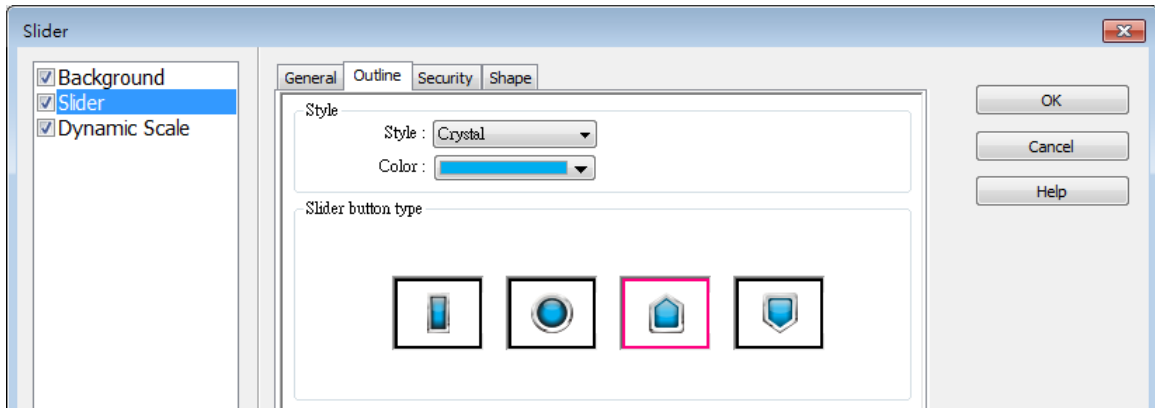 Slider
Background
Slider
Dynamic Scale
General Outline Security Shape
Style
Style : Crystal
Color :
Slider button type
OK
Cancel
Help